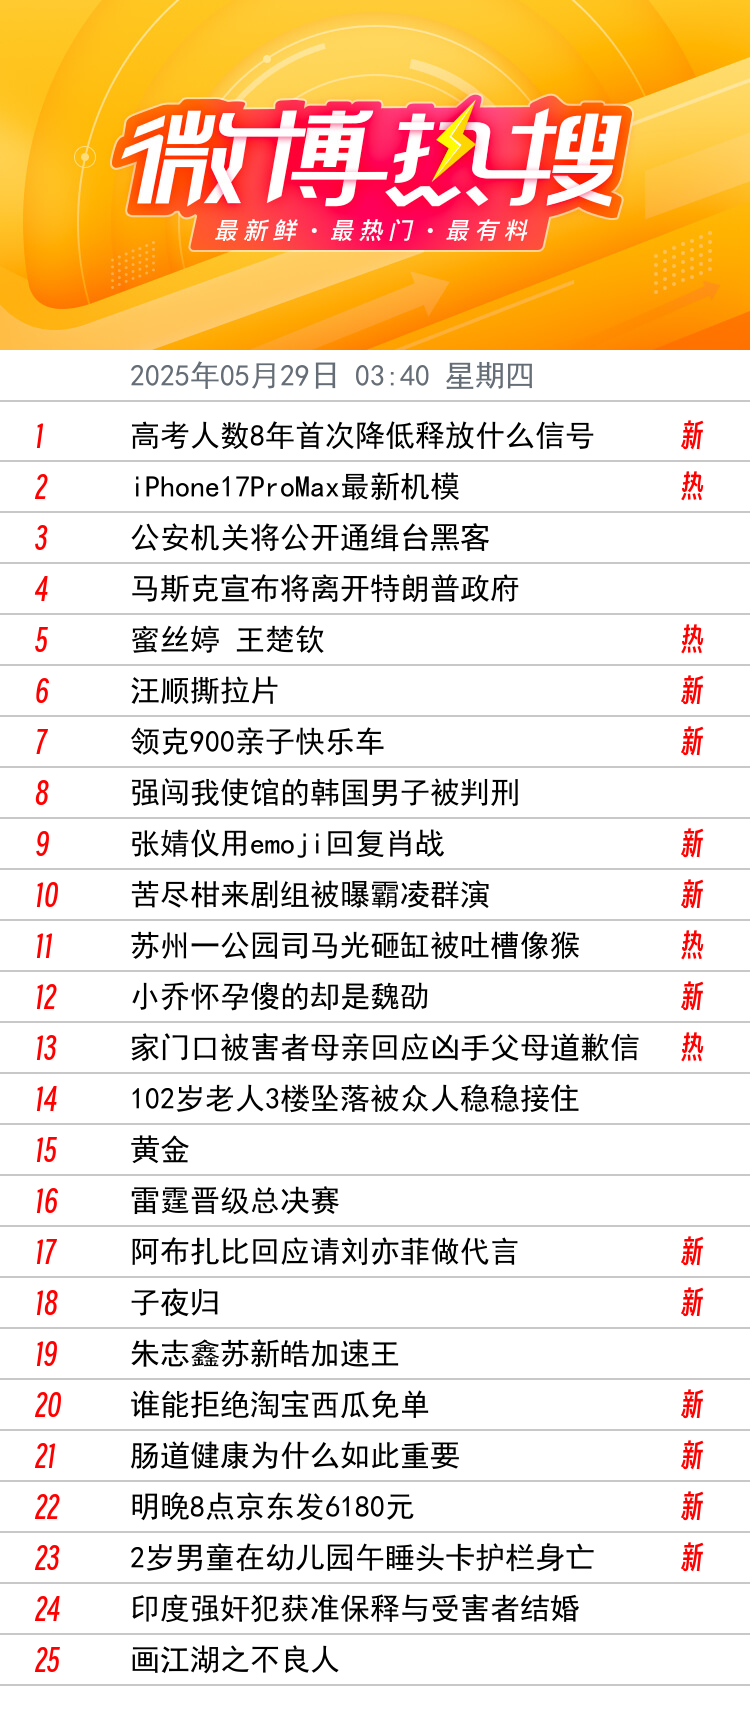 微博热搜
最新鲜·最热门·最有料
2025年05月29日 03:40 星期四
1 高考人数8年首次降低释放什么信号 新
2 iPhone17ProMax最新机模 热
3 公安机关将公开通缉台黑客
4 马斯克宣布将离开特朗普政府
5 蜜丝婷 王楚钦 热
6 汪顺撕拉片 新
7 领克900亲子快乐车 新
8 强闯我使馆的韩国男子被判刑
9 张婧仪用emoji回复肖战 新
10 苦尽柑来剧组被曝霸凌群演 新
11 苏州一公园司马光砸缸被吐槽像猴 热
12 小乔怀孕傻的却是魏劭 新
13 家门口被害者母亲回应凶手父母道歉信 热
14 102岁老人3楼坠落被众人稳稳接住
15 黄金
16 雷霆晋级总决赛
17 阿布扎比回应请刘亦菲做代言 新
18 子夜归 新
19 朱志鑫苏新皓加速王
20 谁能拒绝淘宝西瓜免单 新
21 肠道健康为什么如此重要 新
22 明晚8点京东发6180元 新
23 2岁男童在幼儿园午睡头卡护栏身亡 新
24 印度强奸犯获准保释与受害者结婚
25 画江湖之不良人